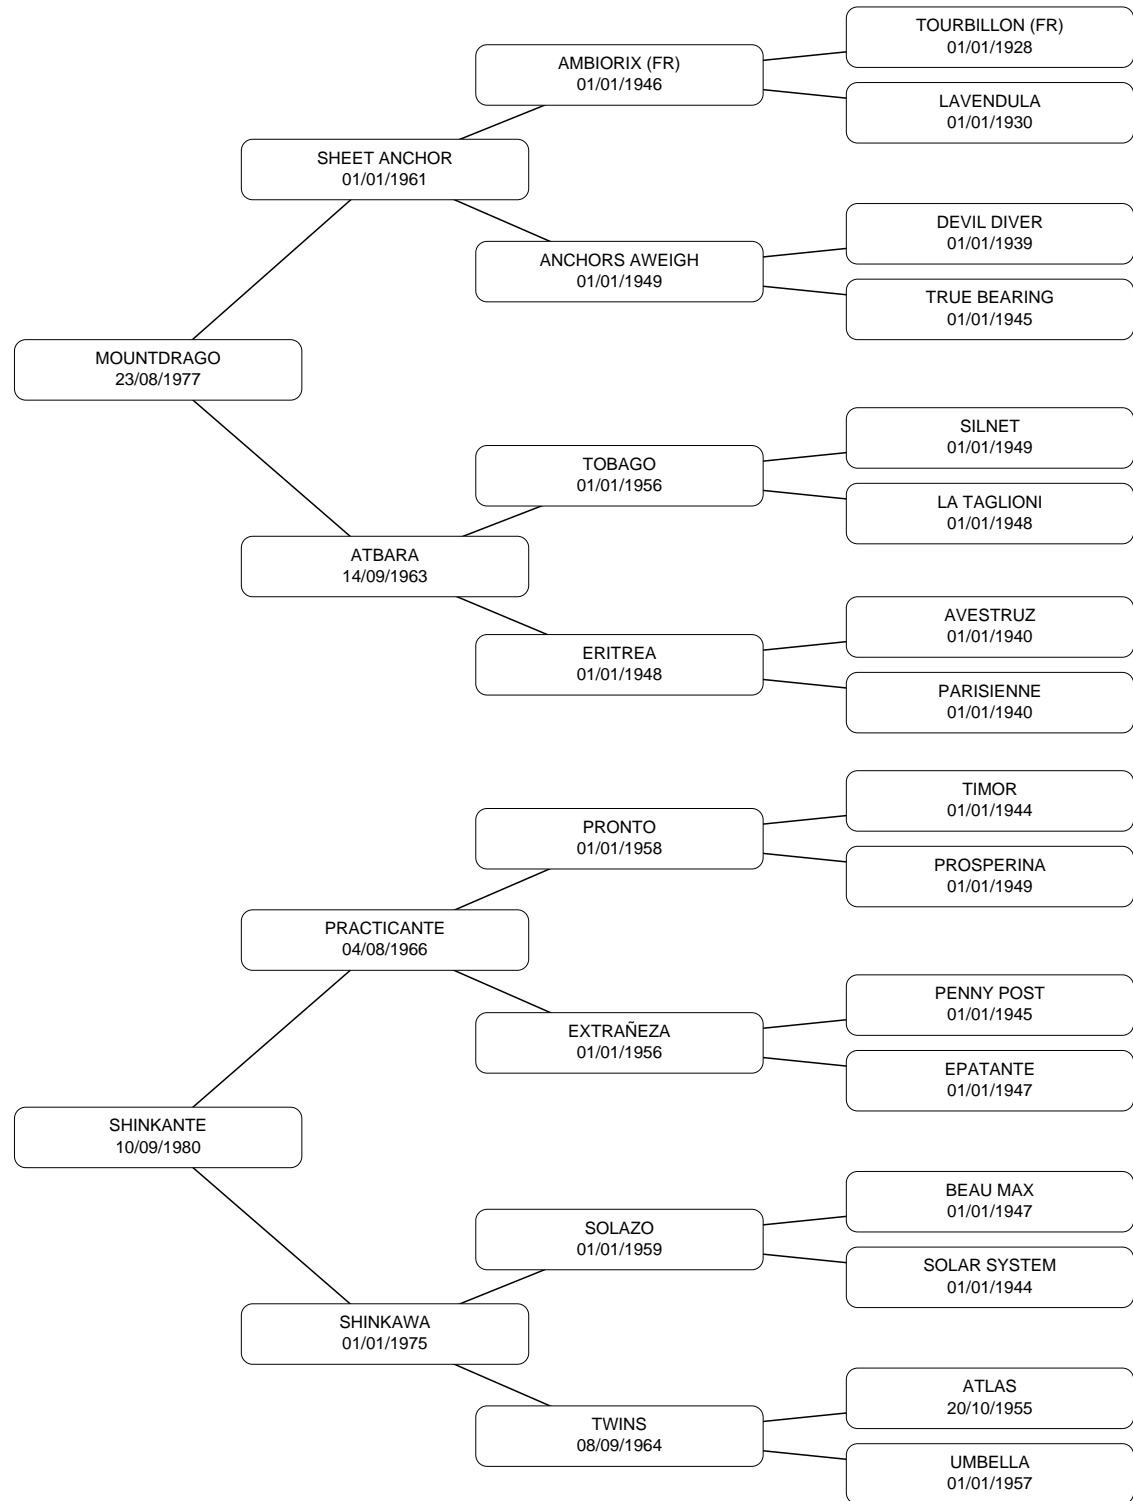 TOURBILLON (FR)
01/01/1928
AMBIORIX (FR)
01/01/1946
LAVENDULA
01/01/1930
SHEET ANCHOR
01/01/1961
DEVIL DIVER
01/01/1939
ANCHORS AWEIGH
01/01/1949
TRUE BEARING
01/01/1945
MOUNTDRAGO
23/08/1977
SILNET
01/01/1949
TOBAGO
01/01/1956
LA TAGLIONI
01/01/1948
ATBARA
14/09/1963
AVESTRUZ
01/01/1940
ERITREA
01/01/1948
PARISIENNE
01/01/1940
TIMOR
01/01/1944
PRONTO
01/01/1958
PROSPERINA
01/01/1949
PRACTICANTE
04/08/1966
PENNY POST
01/01/1945
EXTRAÑEZA
01/01/1956
EPATANTE
01/01/1947
SHINKANTE
10/09/1980
BEAU MAX
01/01/1947
SOLAZO
01/01/1959
SOLAR SYSTEM
01/01/1944
SHINKAWA
01/01/1975
ATLAS
20/10/1955
TWINS
08/09/1964
UMBELLA
01/01/1957